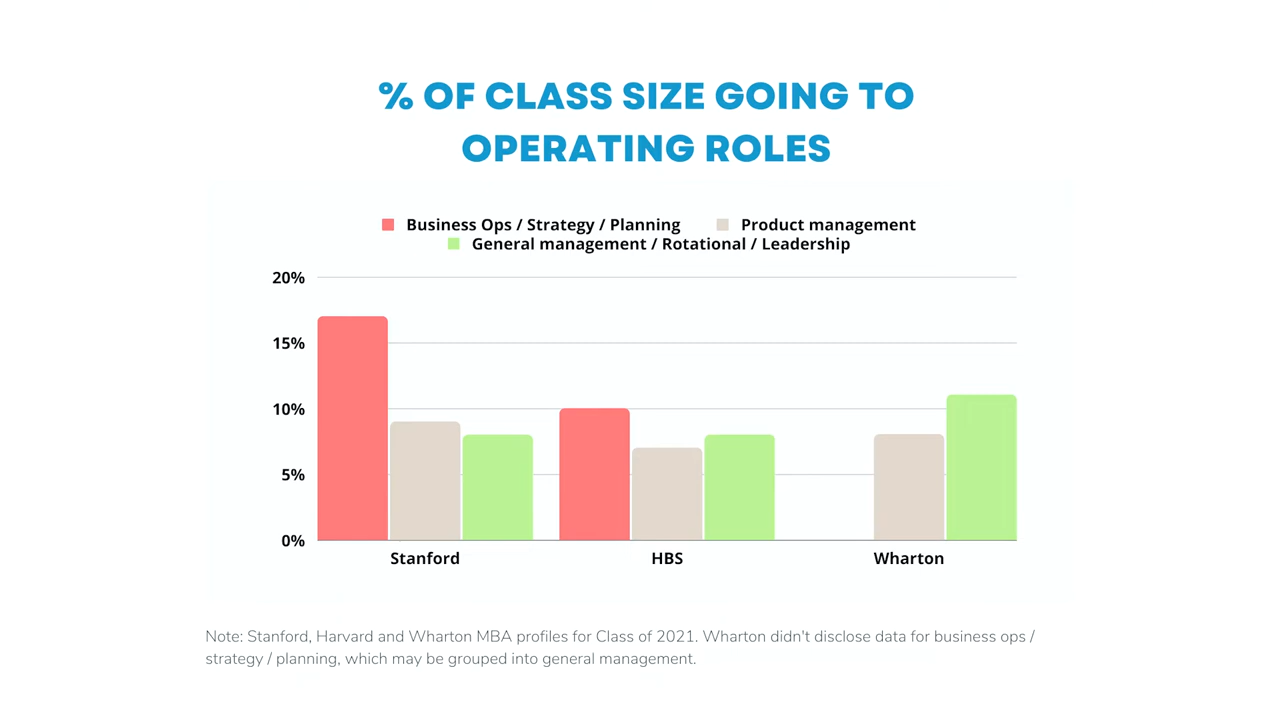 % OF CLASS SIZE GOING TO
OPERATING ROLES
Business Ops / Strategy / Planning
Product management
General management / Rotational / Leadership
20%
15%
10%
5%
0%
Stanford
HBS
Wharton
Note: Stanford, Harvard and Wharton MBA profiles for Class of 2021. Wharton didn't disclose data for business ops /
strategy / planning, which may be grouped into general management.